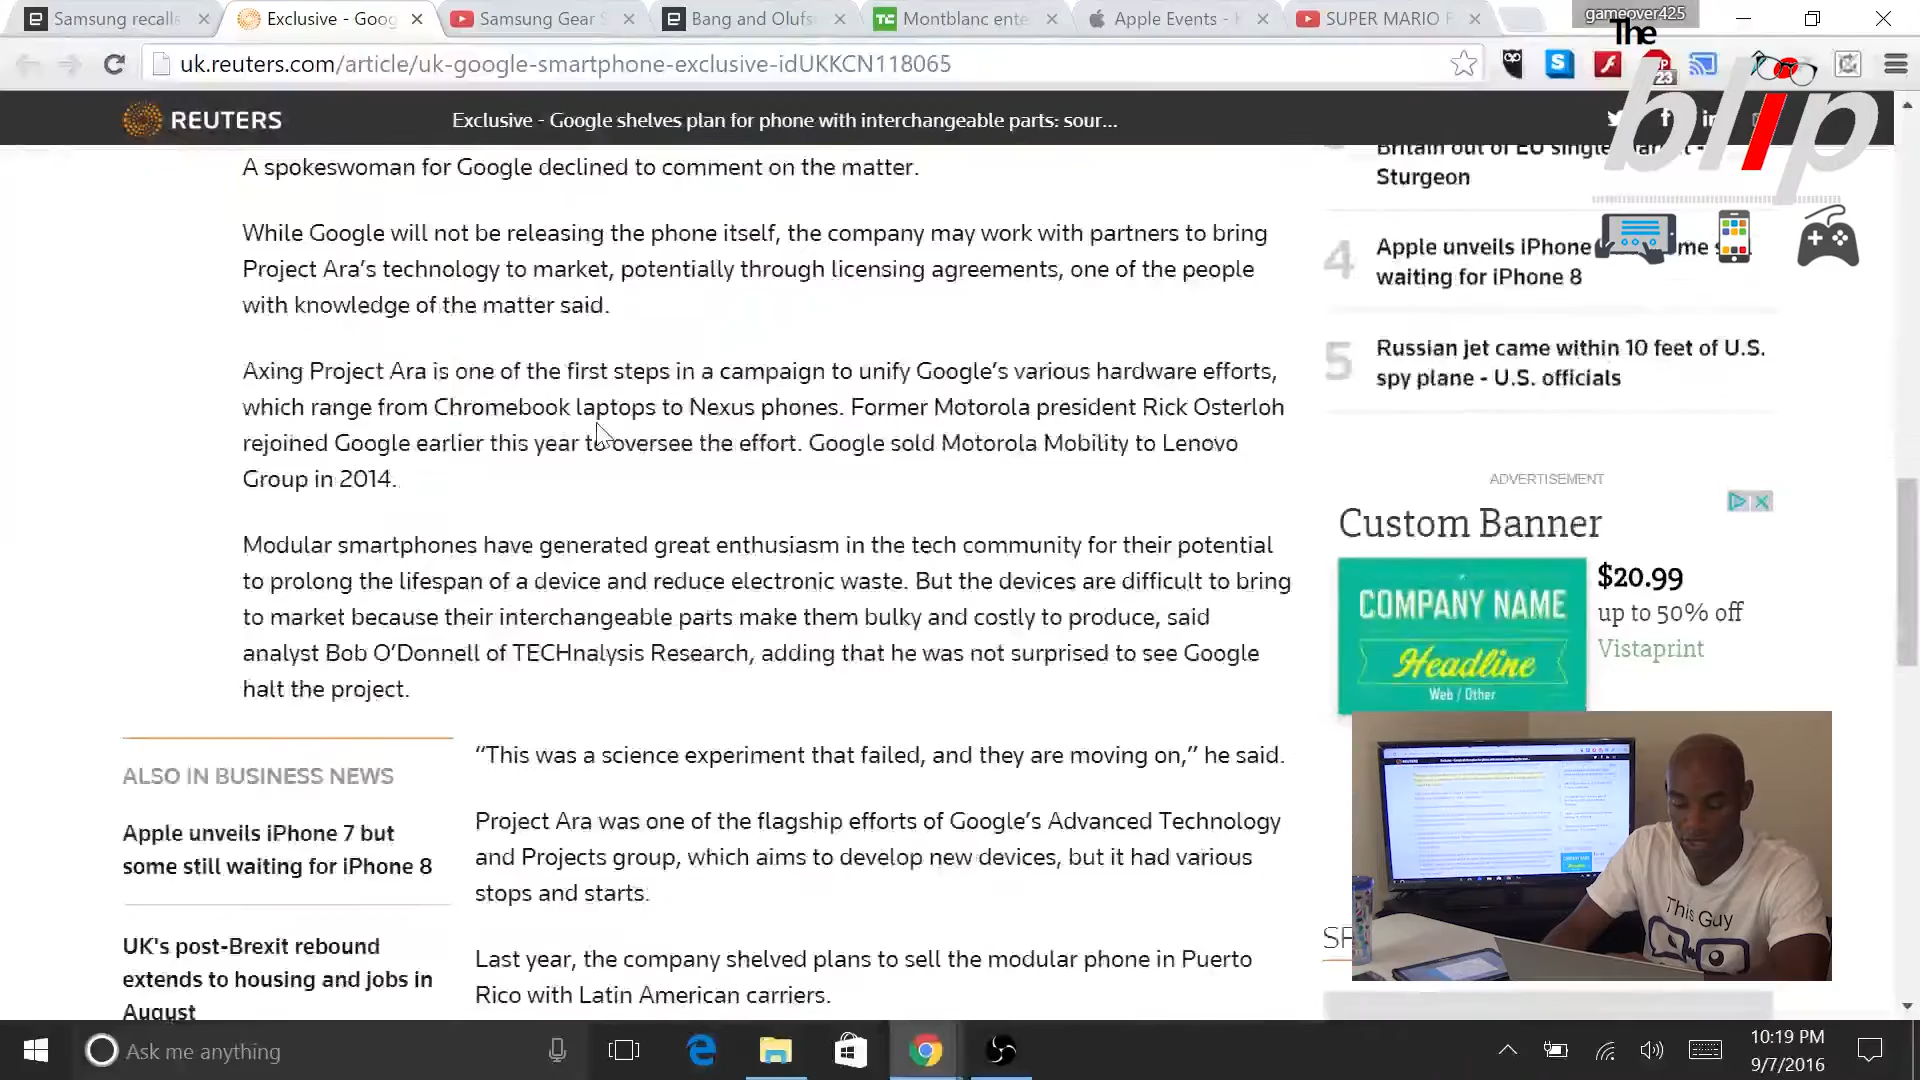 Samsung recalls
Exclusive - Goog
Samsung Gear S
Bang and Olufs
Montblanc ente
Apple Events -
SUPER MARIO R
gameover425
The
blip
uk.reuters.com/article/uk-google-smartphone-exclusive-idUKKCN118065
23
REUTERS
Exclusive - Google shelves plan for phone with interchangeable parts: sour...
A spokeswoman for Google declined to comment on the matter.
While Google will not be releasing the phone itself, the company may work with partners to bring
Project Ara's technology to market, potentially through licensing agreements, one of the people
with knowledge of the matter said.
Axing Project Ara is one of the first steps in a campaign to unify Google's various hardware efforts,
which range from Chromebook laptops to Nexus phones. Former Motorola president Rick Osterloh
rejoined Google earlier this year to oversee the effort. Google sold Motorola Mobility to Lenovo
Group in 2014.
Modular smartphones have generated great enthusiasm in the tech community for their potential
to prolong the lifespan of a device and reduce electronic waste. But the devices are difficult to bring
to market because their interchangeable parts make them bulky and costly to produce, said
analyst Bob O'Donnell of TECHnalysis Research, adding that he was not surprised to see Google
halt the project.
“This was a science experiment that failed, and they are moving on,” he said.
Project Ara was one of the flagship efforts of Google's Advanced Technology
and Projects group, which aims to develop new devices, but it had various
stops and starts.
Last year, the company shelved plans to sell the modular phone in Puerto
Rico with Latin American carriers.
ALSO IN BUSINESS NEWS
Apple unveils iPhone 7 but
some still waiting for iPhone 8
UK's post-Brexit rebound
extends to housing and jobs in
August
Britain out of EU single market -
Sturgeon
4
Apple unveils iPhone
waiting for iPhone 8
5
Russian jet came within 10 feet of U.S.
spy plane - U.S. officials
ADVERTISEMENT
Custom Banner
COMPANY NAME
Headline
Web / Other
$20.99
up to 50% off
Vistaprint
This Guy
Ask me anything
10:19 PM
9/7/2016